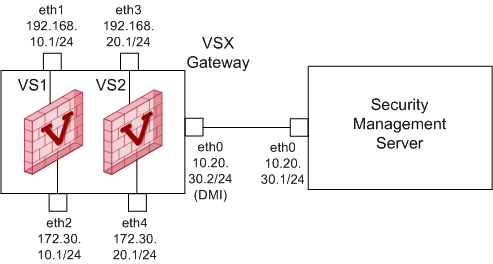 eth1
192.168.
10.1/24
eth3
192.168.
20.1/24
VSX
Gateway
VS1
VS2
V
V
eth0
10.20.
30.2/24
(DMI)
eth0
10.20.
30.1/24
Security
Management
Server
eth2
172.30.
10.1/24
eth4
172.30.
20.1/24